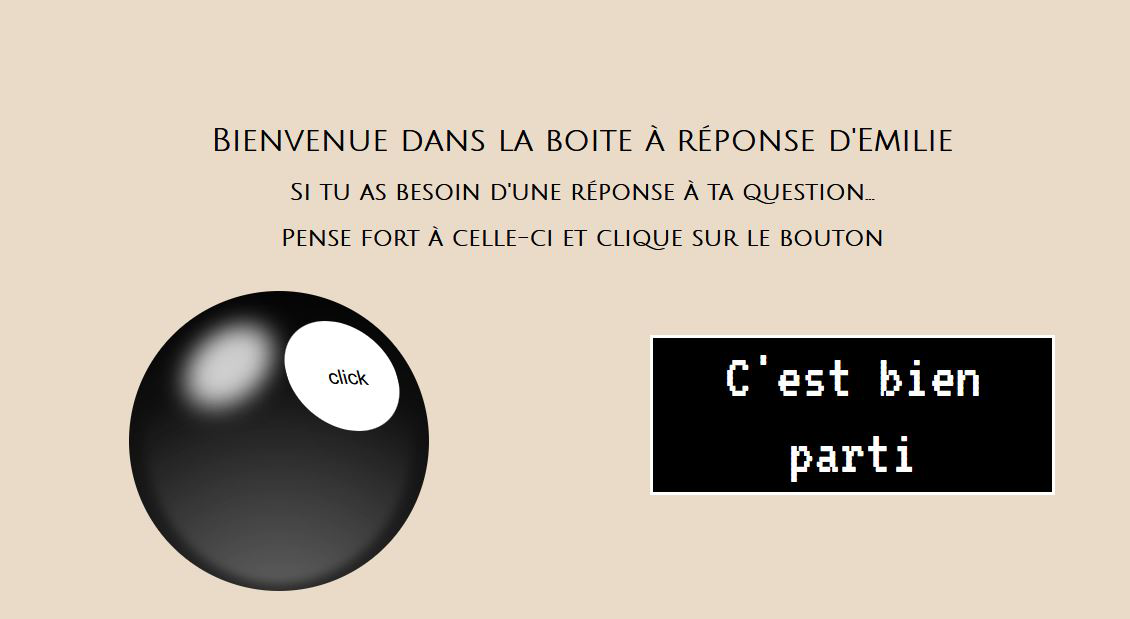 Bienvenue dans la boite à réponse d'Emilie
Si tu as besoin d'une réponse à ta question...
Pense fort à celle-ci et clique sur le bouton
click
C'est bien
parti